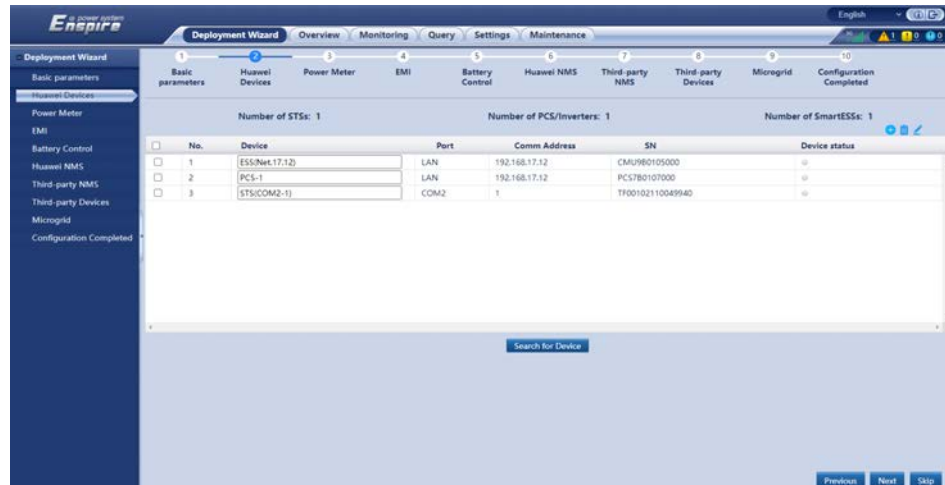 a power system
Enspire
English
Deployment Wizard Overview Monitoring Query Settings Maintenance
1 0 0
Deployment Wizard
Basic parameters
Huawei Devices
Power Meter
EMI
Battery Control
Huawei NMS
Third-party NMS
Third-party Devices
Microgrid
Configuration Completed
1 2 3 4 5 6 7 8 9 10
Basic parameters
Huawei Devices
Power Meter
EMI
Battery Control
Huawei NMS
Third-party NMS
Third-party Devices
Microgrid
Configuration Completed
Number of STSs: 1 Number of PCS/Inverters: 1 Number of SmartESSs: 1
No. Device Port Comm Address SN Device status
1 ESS(Net.17.12) LAN 192.168.17.12 CMU9B0105000
2 PCS-1 LAN 192.168.17.12 PCS7B0107000
3 STS(COM2-1) COM2 1 TF00102110049940
Search for Device
Previous Next Skip